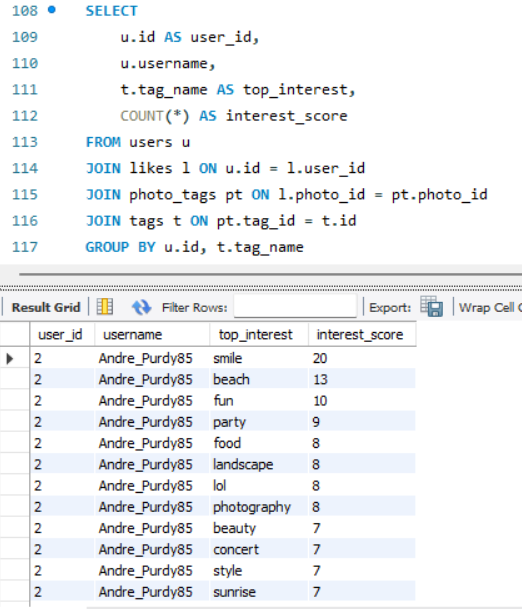 108 SELECT
109 u.id AS user_id,
110 u.username,
111 t.tag_name AS top_interest,
112 COUNT(*) AS interest_score
113 FROM users u
114 JOIN likes l ON u.id = l.user_id
115 JOIN photo_tags pt ON l.photo_id = pt.photo_id
116 JOIN tags t ON pt.tag_id = t.id
117 GROUP BY u.id, t.tag_name
Result Grid Filter Rows: Export: Wrap Cell C
user_id username top_interest interest_score
2 Andre_Purdy85 smile 20
2 Andre_Purdy85 beach 13
2 Andre_Purdy85 fun 10
2 Andre_Purdy85 party 9
2 Andre_Purdy85 food 8
2 Andre_Purdy85 landscape 8
2 Andre_Purdy85 lol 8
2 Andre_Purdy85 photography 8
2 Andre_Purdy85 beauty 7
2 Andre_Purdy85 concert 7
2 Andre_Purdy85 style 7
2 Andre_Purdy85 sunrise 7